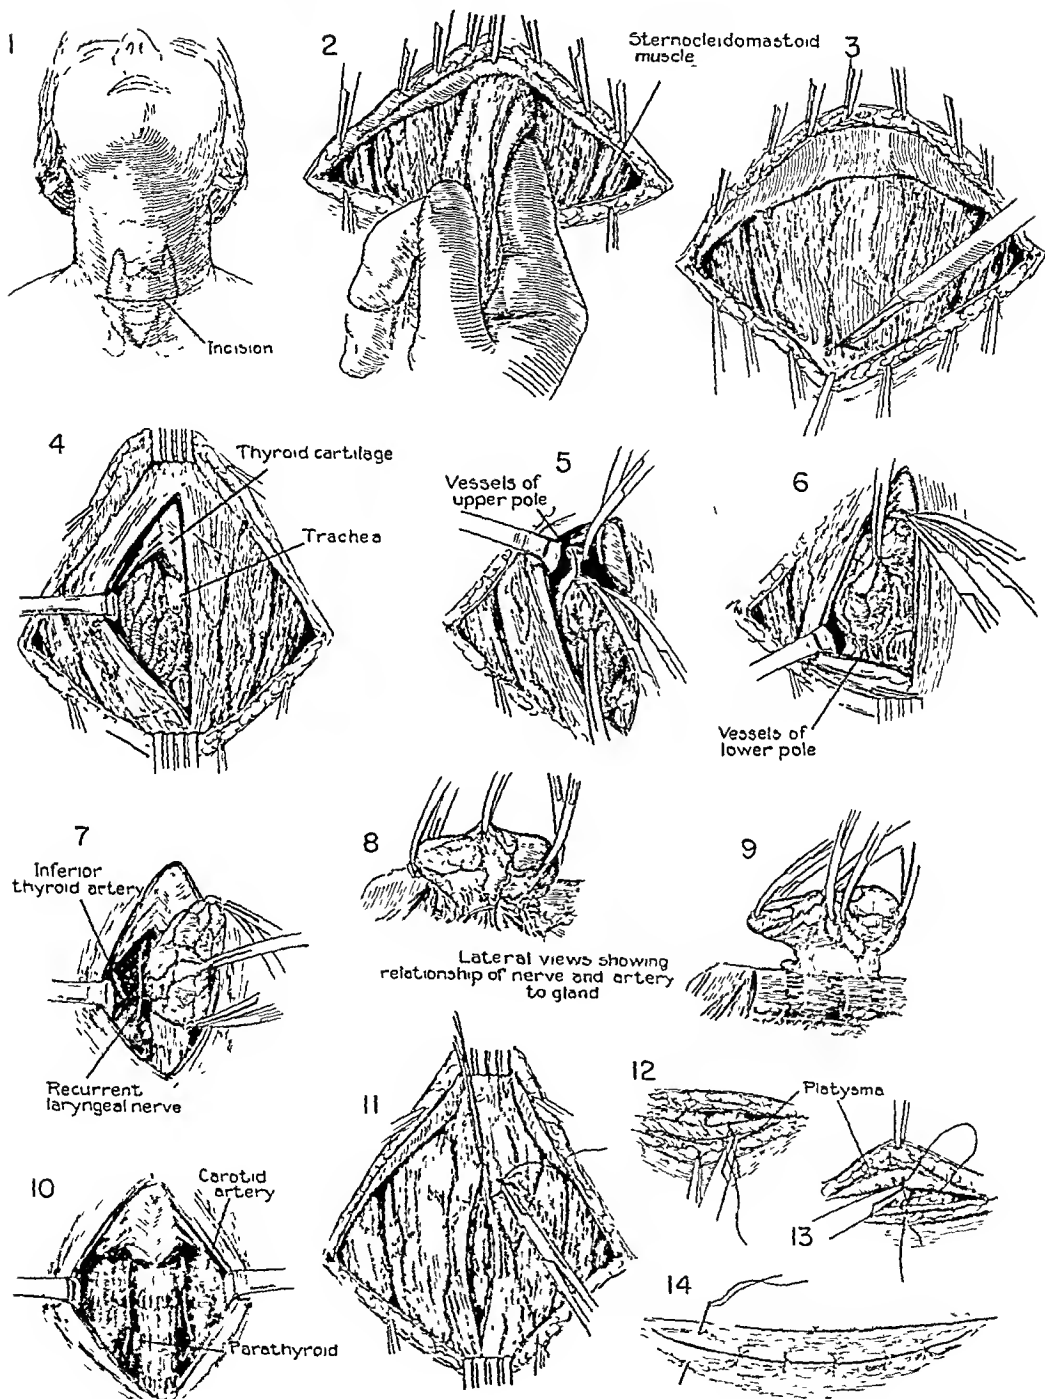 1
Incision
2
Sternocleidomastoid
muscle
3
4
Thyroid cartilage
Trachea
5
Vessels of
upper pole
6
Vessels of
lower pole
7
Inferior
thyroid artery
Recurrent
laryngeal nerve
8
Lateral views showing
relationship of nerve and artery
to gland
9
10
Carotid
artery
Parathyroid
11
12
Platysma
13
14